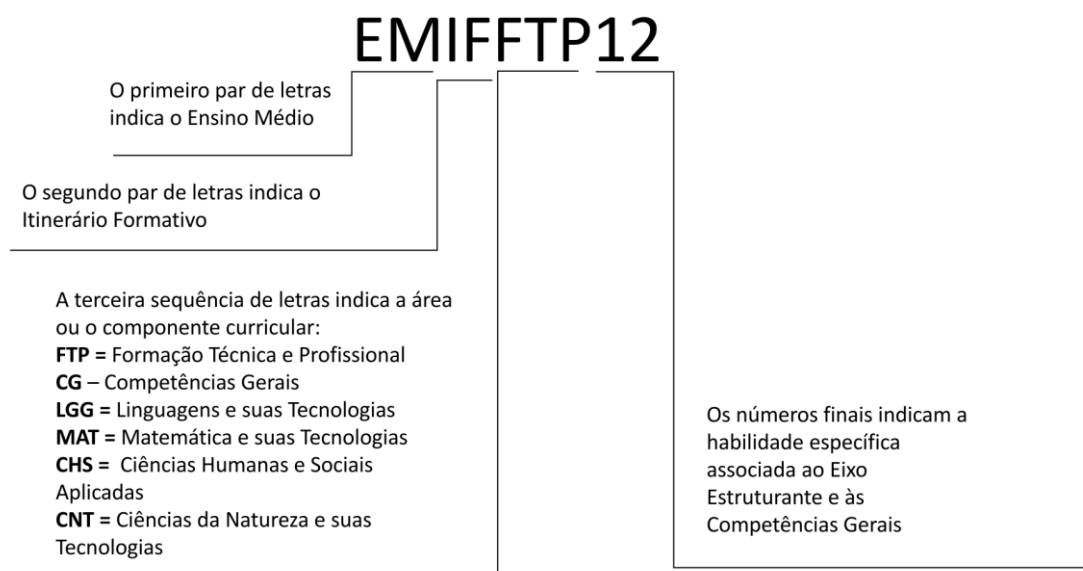 EMIFFTP12
O primeiro par de letras
indica o Ensino Médio
O segundo par de letras indica o
Itinerário Formativo
A terceira sequência de letras indica a área
ou o componente curricular:
FTP = Formação Técnica e Profissional
CG – Competências Gerais
LGG = Linguagens e suas Tecnologias
MAT = Matemática e suas Tecnologias
CHS = Ciências Humanas e Sociais
Aplicadas
CNT = Ciências da Natureza e suas
Tecnologias
Os números finais indicam a
habilidade específica
associada ao Eixo
Estruturante e às
Competências Gerais